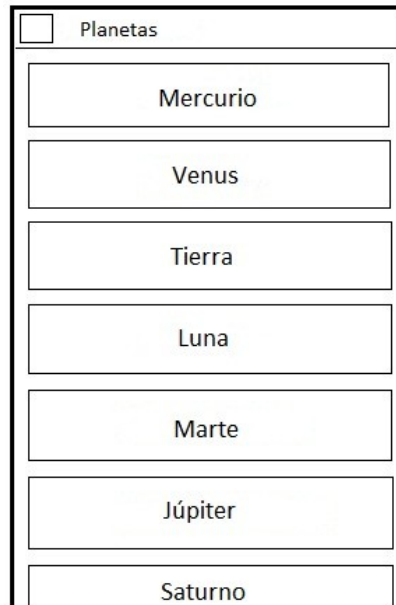 Planetas
Mercurio
Venus
Tierra
Luna
Marte
Júpiter
Saturno